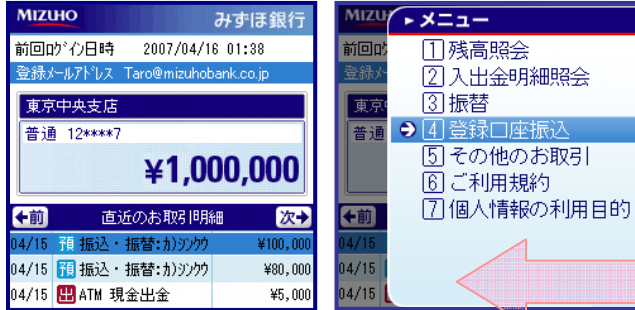 MIZUHO みずほ銀行
前回ログイン日時 2007/04/16 01:38
登録メールアドレス Taro@mizuhobank.co.jp
東京中央支店
普通 12****7
¥1,000,000
前 直近のお取引明細 次
04/15 預 振込・振替:カ)シンクウ ¥100,000
04/15 預 振込・振替:カ)シンクウ ¥80,000
04/15 出 ATM 現金出金 ¥5,000
MIZUH
前回ログ
登録メー
東京
普通
前
04/15
04/15
04/15
メニュー
1 残高照会
2 入出金明細照会
3 振替
4 登録口座振込
5 その他のお取引
6 ご利用規約
7 個人情報の利用目的